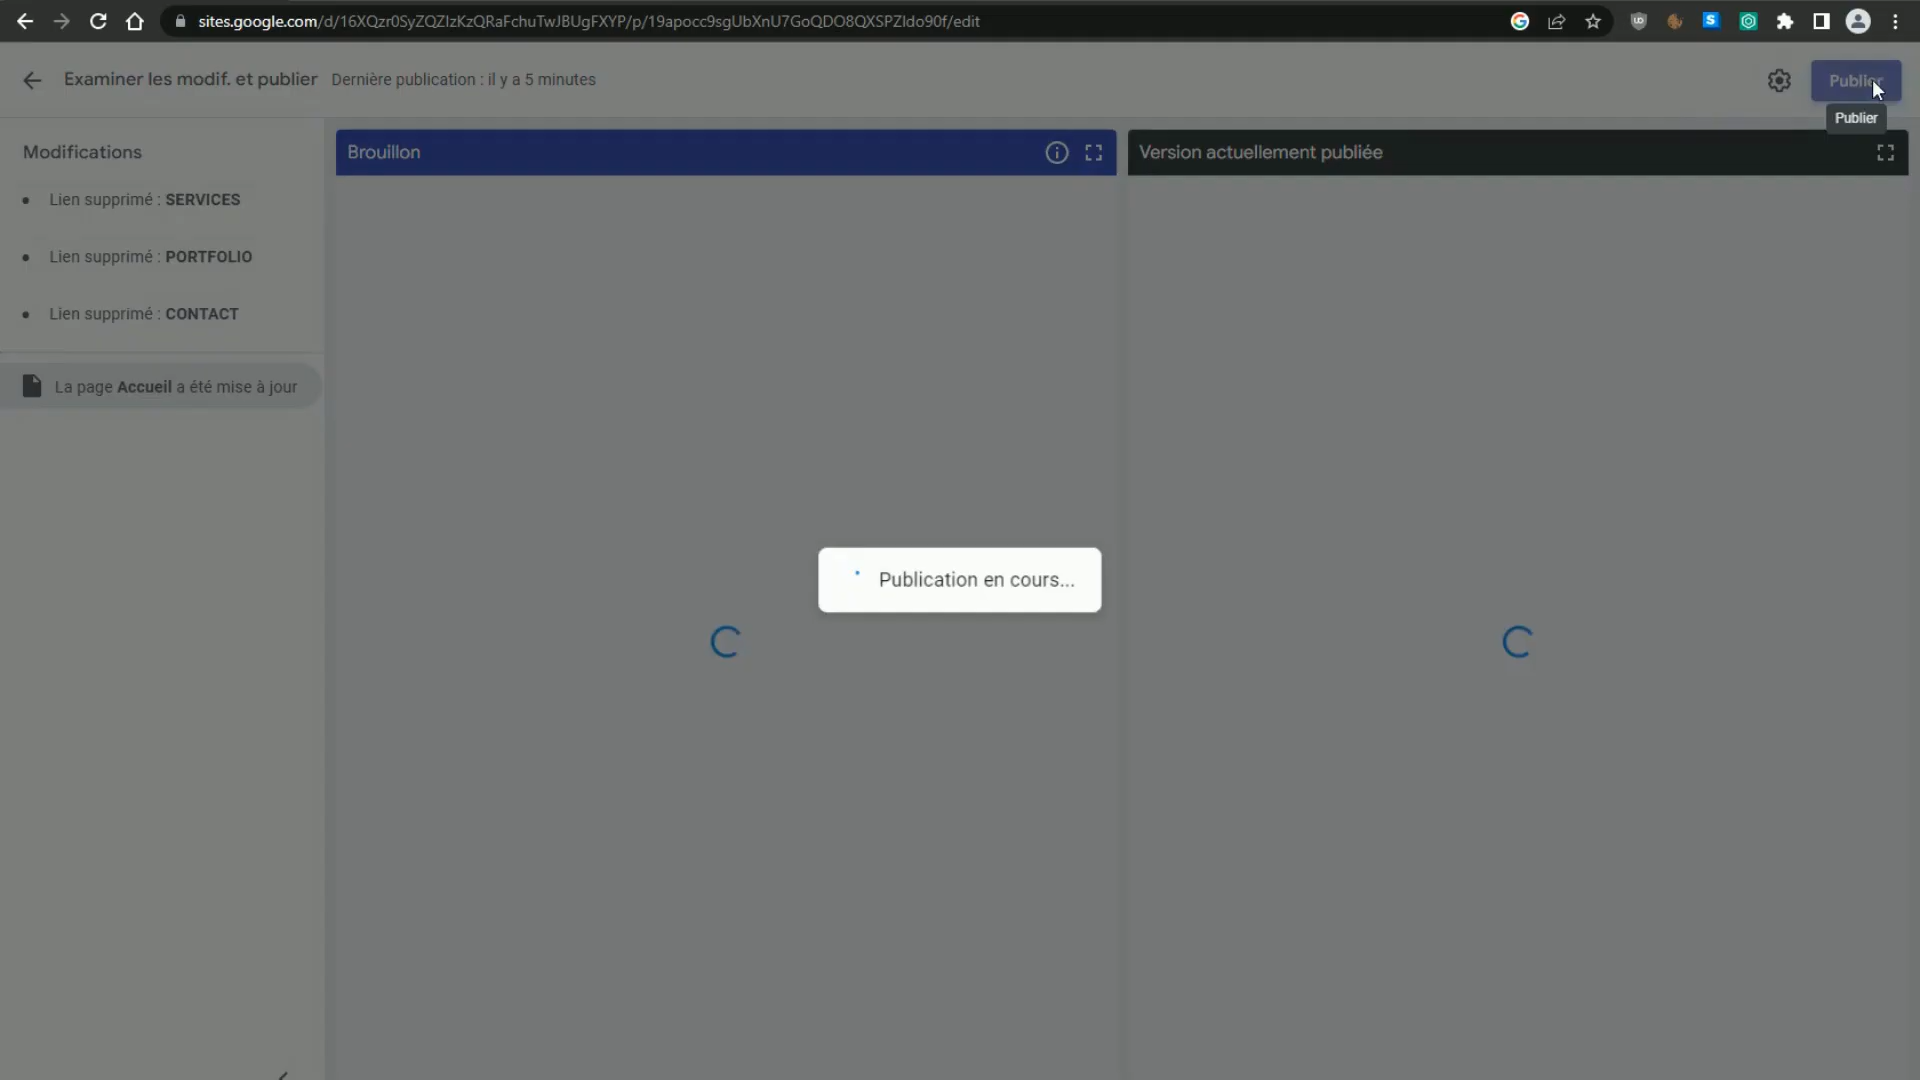 sites.google.com/d/16XQzr0SyZQZIzKzQRaFchuTwJBUgFXYP/p/19apocc9sgUbXnU7GoQDO8QXSPZIdo90f/edit
Examiner les modif. et publier Dernière publication : il y a 5 minutes
Publier
Publier
Modifications
Brouillon
Version actuellement publiée
Lien supprimé : SERVICES
Lien supprimé : PORTFOLIO
Lien supprimé : CONTACT
La page Accueil a été mise à jour
Publication en cours...